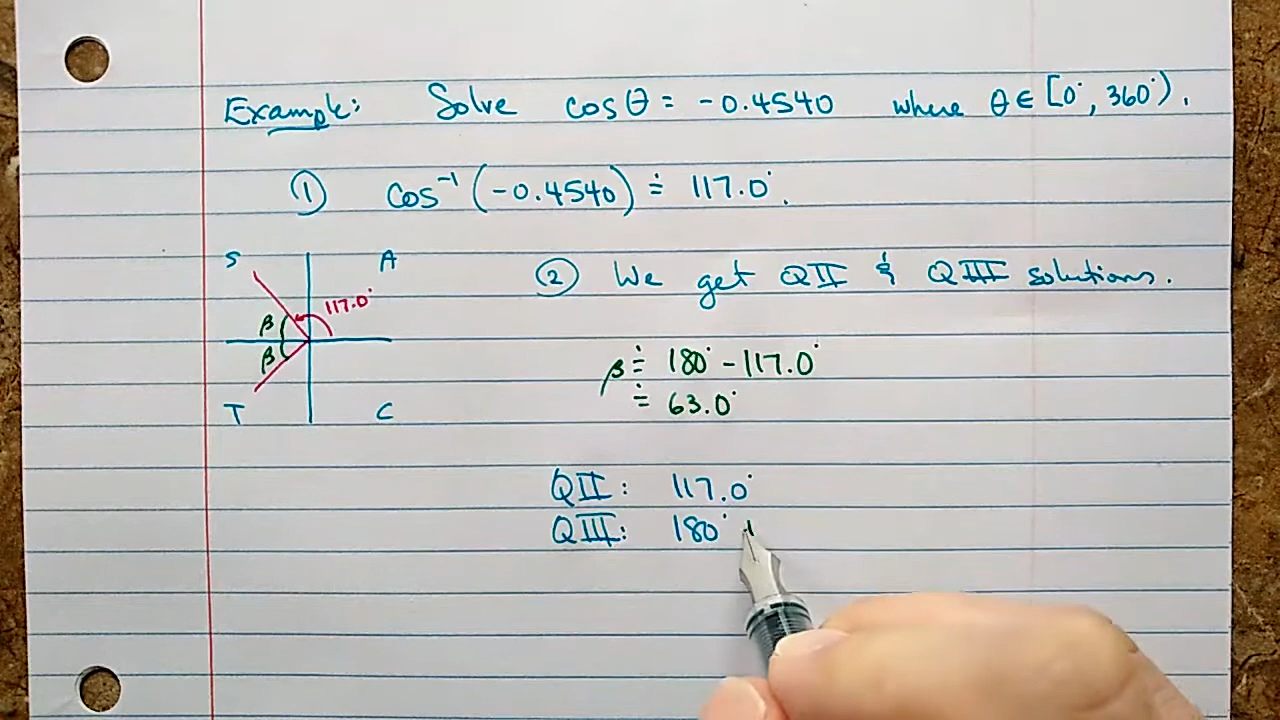 Example: Solve cosθ = -0.4540 where θ ∈ [0°, 360°).
① cos⁻¹(-0.4540) ≐ 117.0°.
S A
117.0°
② We get QII & QIII solutions.
β
β
T C
β ≐ 180° - 117.0°
≐ 63.0°
QII: 117.0°
QIII: 180° +